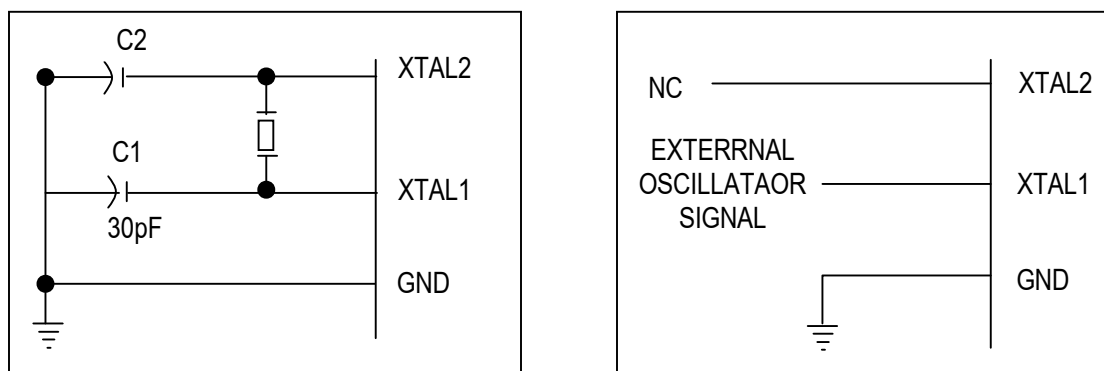 C2
XTAL2
C1
XTAL1
30pF
GND
NC
XTAL2
EXTERRNAL
OSCILLATAOR
SIGNAL
XTAL1
GND